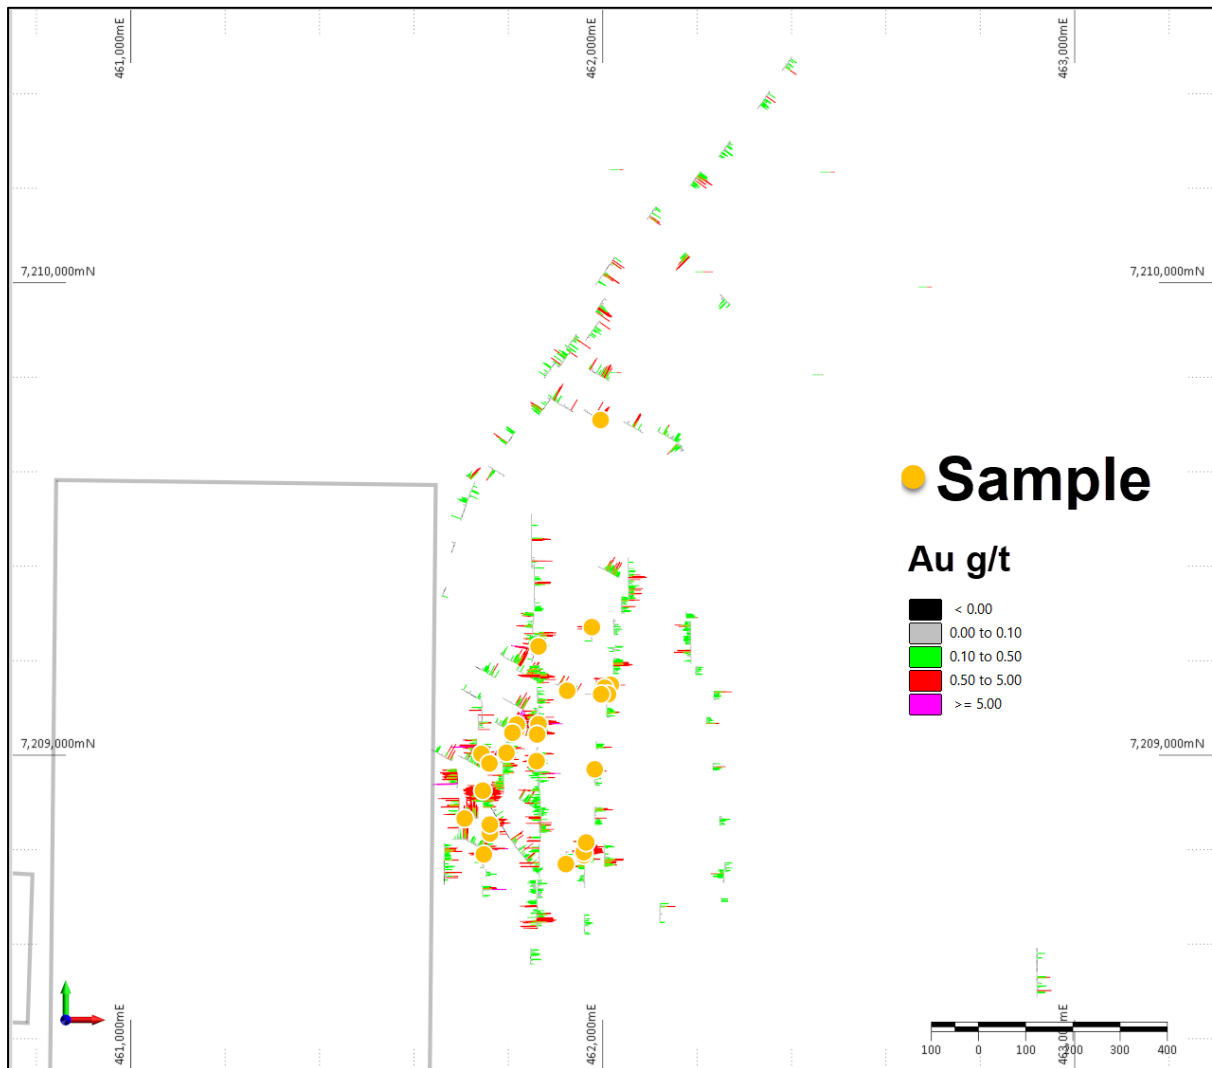 461,000mE
462,000mE
463,000mE
7,210,000mN
7,210,000mN
Sample
Au g/t
< 0.00
0.00 to 0.10
0.10 to 0.50
0.50 to 5.00
>= 5.00
7,209,000mN
7,209,000mN
461,000mE
462,000mE
463,000mE
100 0 100 200 300 400